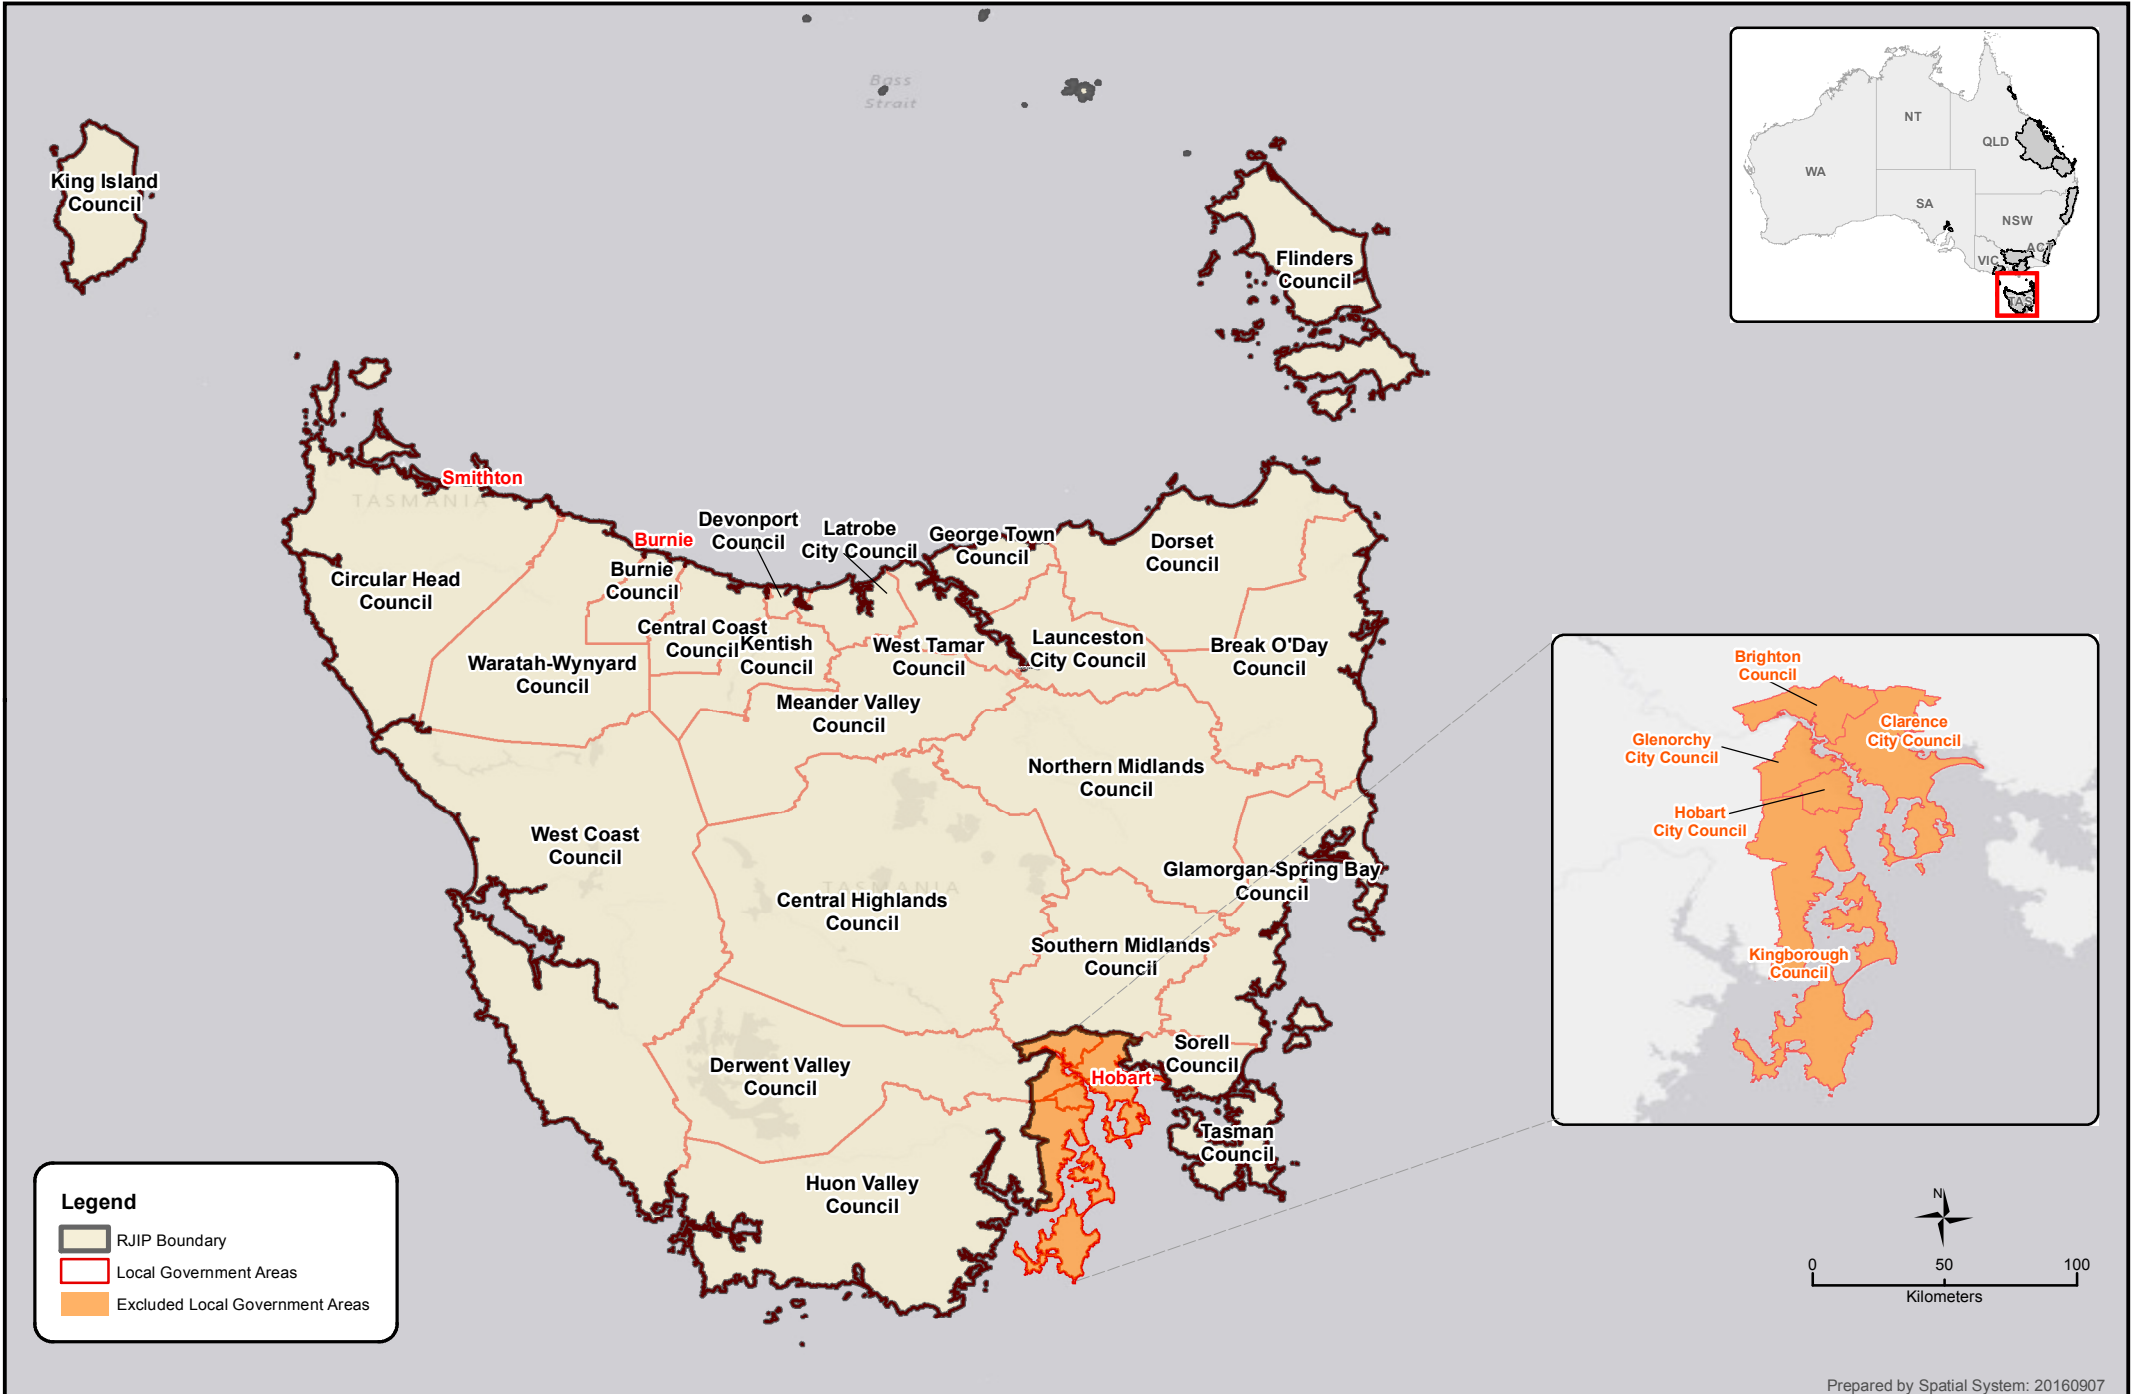 Bass
Strait
King Island
Council
Flinders
Council
NT
QLD
WA
SA
NSW
ACT
VIC
TAS
Smithton
TASMANIA
Burnie
Devonport
Council
Latrobe
City Council
George Town
Council
Dorset
Council
Circular Head
Council
Burnie
Council
Central Coast
Council
Kentish
Council
West Tamar
Council
Launceston
City Council
Break O'Day
Council
Waratah-Wynyard
Council
Meander Valley
Council
Northern Midlands
Council
West Coast
Council
Glamorgan-Spring Bay
Council
TASMANIA
Central Highlands
Council
Southern Midlands
Council
Derwent Valley
Council
Sorell
Council
Hobart
Tasman
Council
Huon Valley
Council
Brighton
Council
Clarence
City Council
Glenorchy
City Council
Hobart
City Council
Kingborough
Council
Legend
RJIP Boundary
Local Government Areas
Excluded Local Government Areas
N
0 50 100
Kilometers
Prepared by Spatial System: 20160907